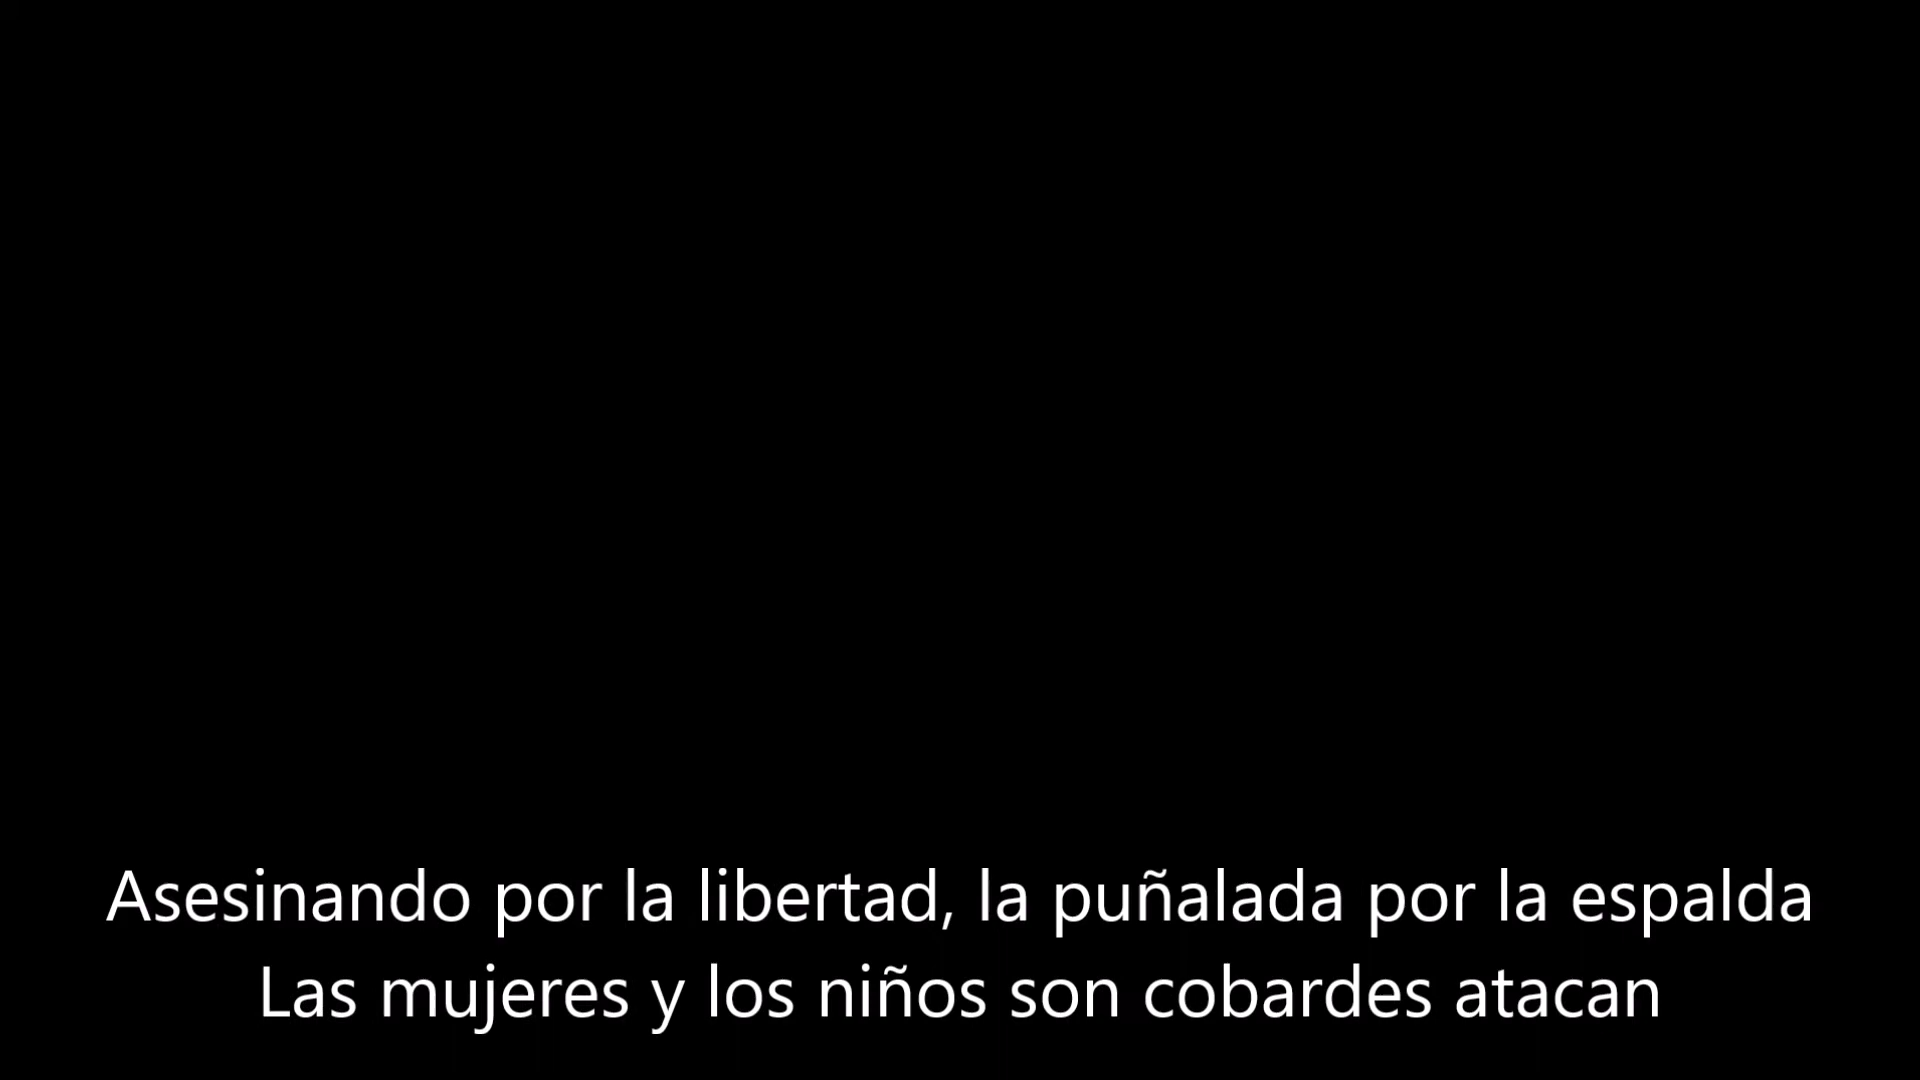 Asesinando por la libertad, la puñalada por la espalda
Las mujeres y los niños son cobardes atacan